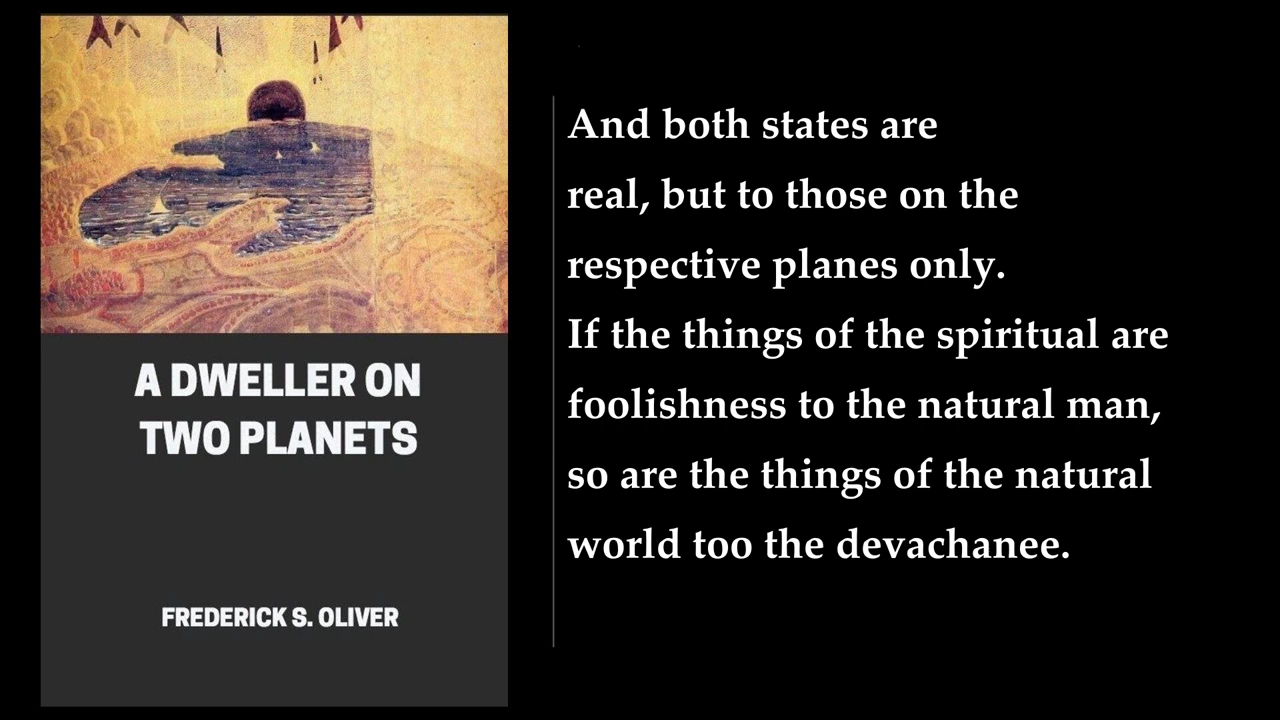 A DWELLER ON
TWO PLANETS
FREDERICK S. OLIVER
And both states are
real, but to those on the
respective planes only.
If the things of the spiritual are
foolishness to the natural man,
so are the things of the natural
world too the devachanee.